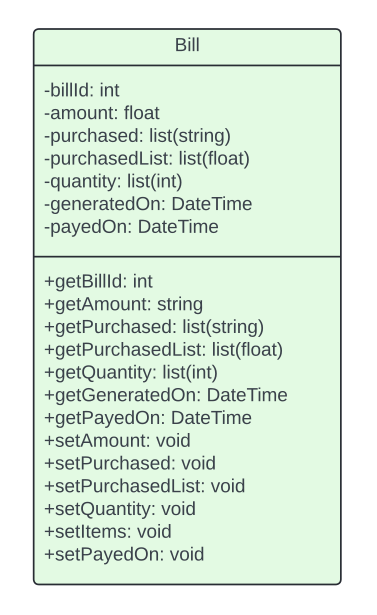 Bill
-billId: int
-amount: float
-purchased: list(string)
-purchasedList: list(float)
-quantity: list(int)
-generatedOn: DateTime
-payedOn: DateTime
+getBillId: int
+getAmount: string
+getPurchased: list(string)
+getPurchasedList: list(float)
+getQuantity: list(int)
+getGeneratedOn: DateTime
+getPayedOn: DateTime
+setAmount: void
+setPurchased: void
+setPurchasedList: void
+setQuantity: void
+setItems: void
+setPayedOn: void